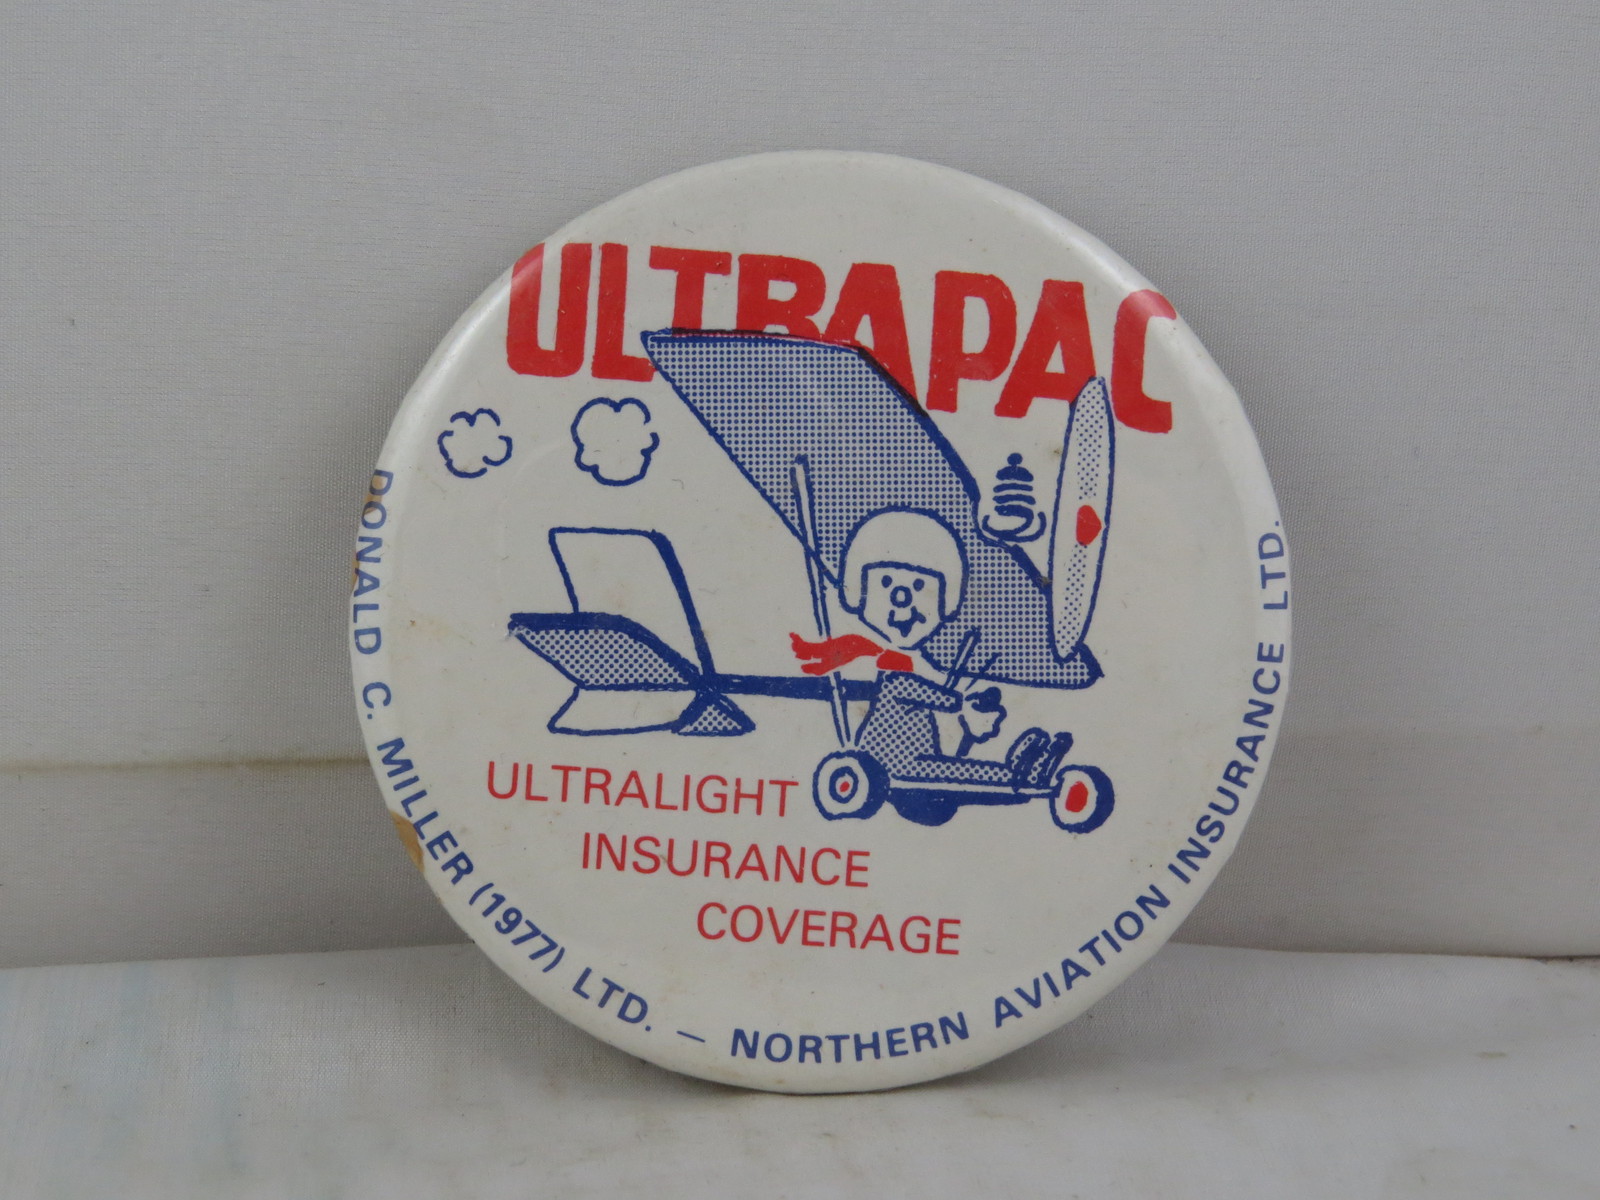 ULTRAPAC
ULTRALIGHT
INSURANCE
COVERAGE
DONALD C. MILLER (1977) LTD. — NORTHERN AVIATION INSURANCE LTD.